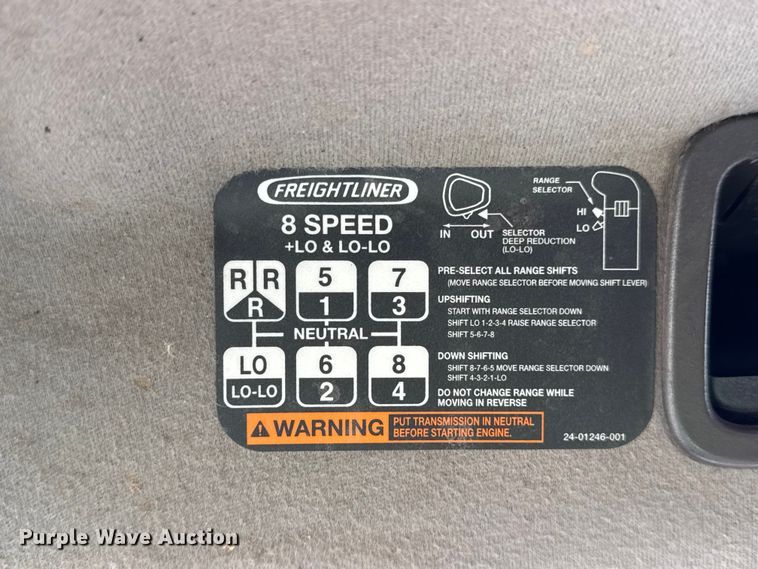 FREIGHTLINER
8 SPEED
+LO & LO-LO
R R
R
5
1
7
3
NEUTRAL
LO
LO-LO
6
2
8
4
RANGE
SELECTOR
HI
LO
IN OUT
SELECTOR
DEEP REDUCTION
(LO-LO)
PRE-SELECT ALL RANGE SHIFTS
(MOVE RANGE SELECTOR BEFORE MOVING SHIFT LEVER)
UPSHIFTING
START WITH RANGE SELECTOR DOWN
SHIFT LO 1-2-3-4 RAISE RANGE SELECTOR
SHIFT 5-6-7-8
DOWN SHIFTING
SHIFT 8-7-6-5 MOVE RANGE SELECTOR DOWN
SHIFT 4-3-2-1-LO
DO NOT CHANGE RANGE WHILE
MOVING IN REVERSE
WARNING
PUT TRANSMISSION IN NEUTRAL
BEFORE STARTING ENGINE.
24-01246-001
Purple Wave Auction